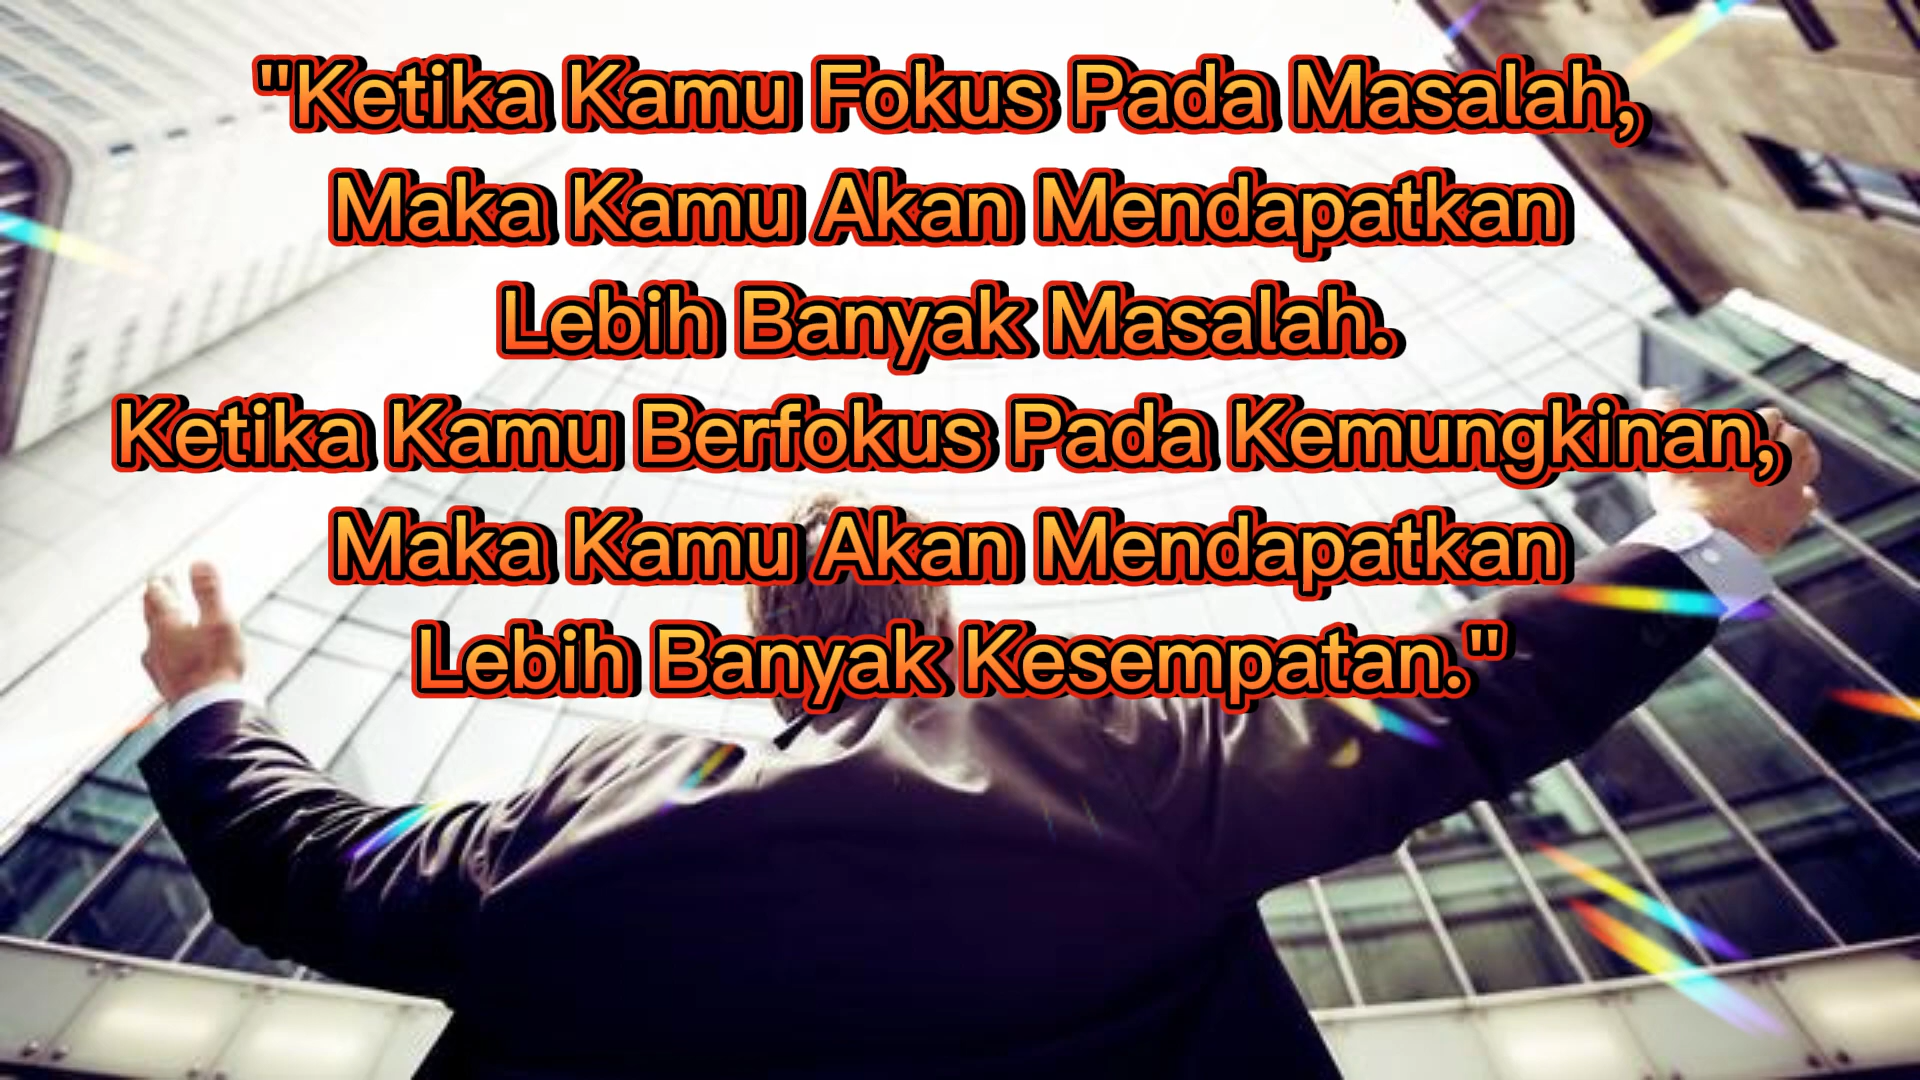 "Ketika Kamu Fokus Pada Masalah,
Maka Kamu Akan Mendapatkan
Lebih Banyak Masalah.
Ketika Kamu Berfokus Pada Kemungkinan,
Maka Kamu Akan Mendapatkan
Lebih Banyak Kesempatan."